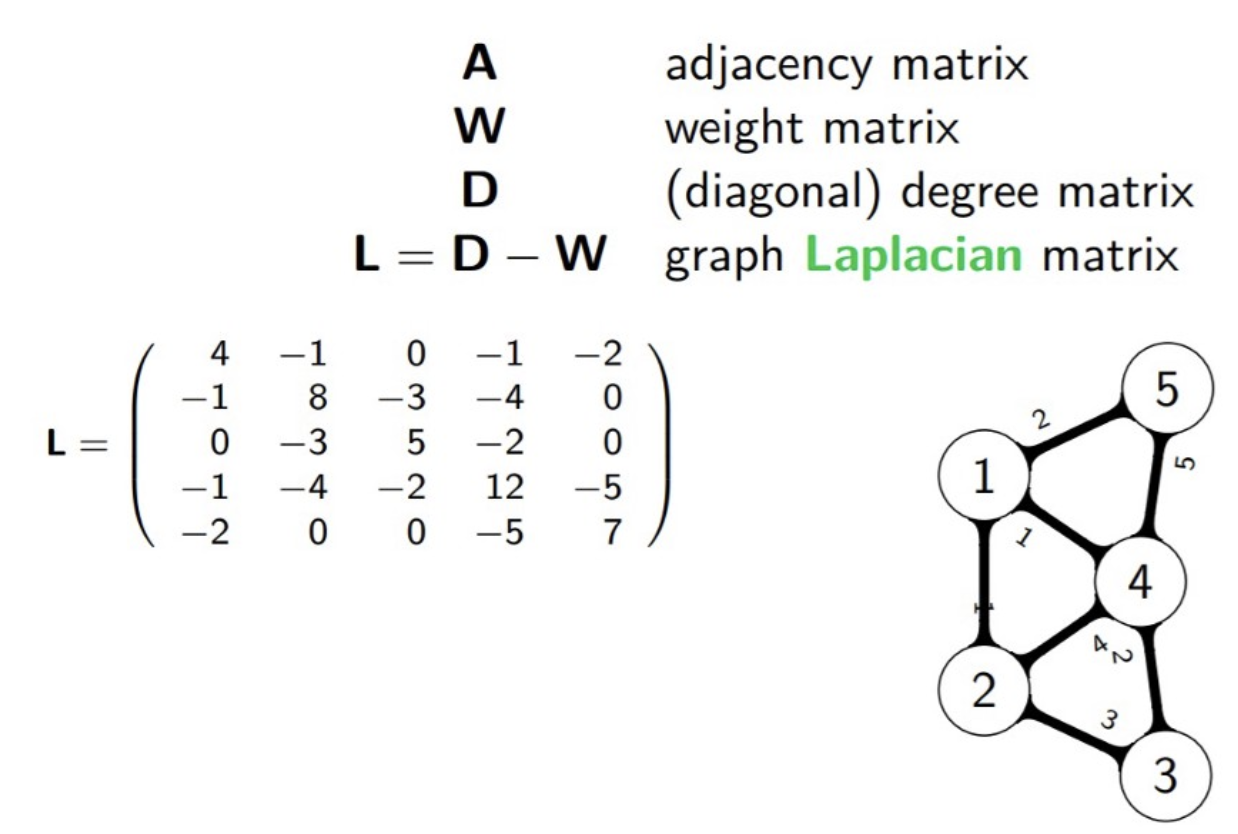 A adjacency matrix
W weight matrix
D (diagonal) degree matrix
L = D − W graph Laplacian matrix
L =
4 −1 0 −1 −2
−1 8 −3 −4 0
0 −3 5 −2 0
−1 −4 −2 12 −5
−2 0 0 −5 7
5
2
5
1
1
4
1
4
2
2
3
3